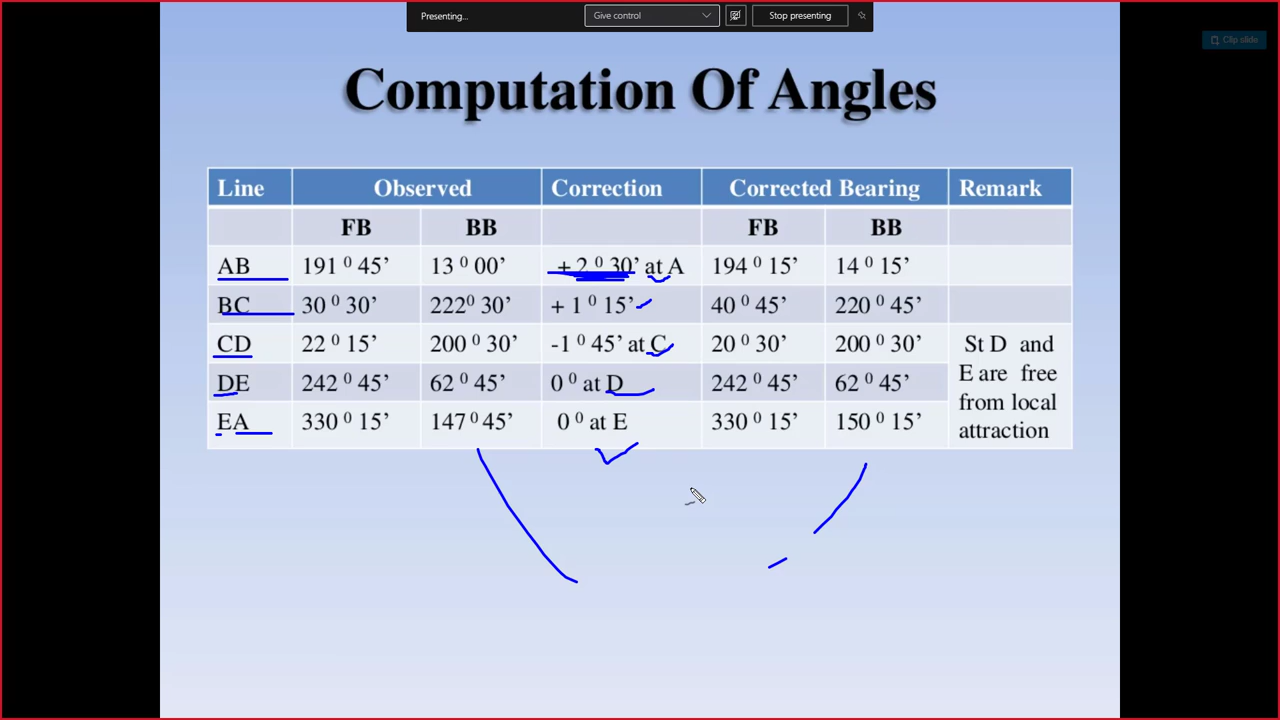 Presenting...
Give control
Stop presenting
Clip slide
Computation Of Angles
Line Observed Correction Corrected Bearing Remark
FB BB FB BB
AB 191 ⁰ 45’ 13 ⁰ 00’ + 2 ⁰ 30’ at A 194 ⁰ 15’ 14 ⁰ 15’
BC 30 ⁰ 30’ 222⁰ 30’ + 1 ⁰ 15’ 40 ⁰ 45’ 220 ⁰ 45’
CD 22 ⁰ 15’ 200 ⁰ 30’ -1 ⁰ 45’ at C 20 ⁰ 30’ 200 ⁰ 30’ St D and
DE 242 ⁰ 45’ 62 ⁰ 45’ 0 ⁰ at D 242 ⁰ 45’ 62 ⁰ 45’ E are free
from local
EA 330 ⁰ 15’ 147 ⁰ 45’ 0 ⁰ at E 330 ⁰ 15’ 150 ⁰ 15’ attraction